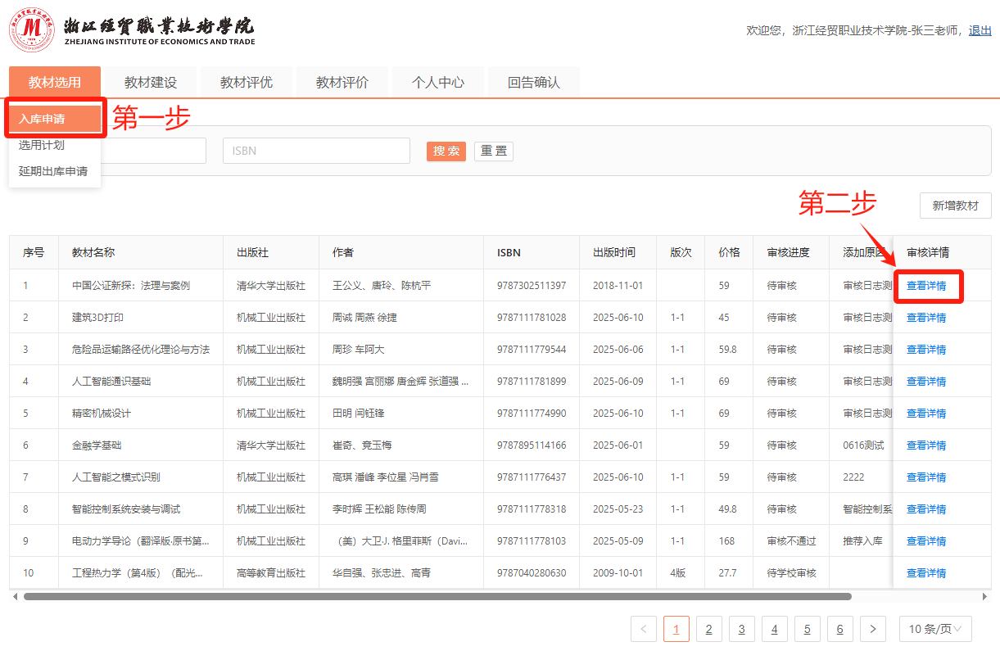 浙江经贸職業技術學院
ZHEJIANG INSTITUTE OF ECONOMICS AND TRADE
欢迎您，浙江经贸职业技术学院-张三老师，退出
教材选用 教材建设 教材评优 教材评价 个人中心 回告确认
入库申请 第一步
选用计划
延期出库申请
ISBN 搜 索 重 置
第二步 新增教材
序号 教材名称 出版社 作者 ISBN 出版时间 版次 价格 审核进度 添加原因 审核详情
1 中国公证新探：法理与案例 清华大学出版社 王公义、唐玲、陈杭平 9787302511397 2018-11-01 59 待审核 审核日志测 查看详情
2 建筑3D打印 机械工业出版社 周诚 周燕 徐捷 9787111781028 2025-06-10 1-1 45 待审核 审核日志测 查看详情
3 危险品运输路径优化理论与方法 机械工业出版社 周珍 车阿大 9787111779544 2025-06-06 1-1 59.8 待审核 审核日志测 查看详情
4 人工智能通识基础 机械工业出版社 魏明强 宫丽娜 唐金辉 张道强 ... 9787111781899 2025-06-09 1-1 69 待审核 审核日志测 查看详情
5 精密机械设计 机械工业出版社 田明 闫钰锋 9787111774990 2025-06-10 1-1 69 待审核 审核日志测 查看详情
6 金融学基础 清华大学出版社 崔奇、竟玉梅 9787895114166 2025-06-01 59 待审核 0616测试 查看详情
7 人工智能之模式识别 机械工业出版社 高琪 潘峰 李位星 冯肖雪 9787111776437 2025-06-10 1-1 59 待审核 2222 查看详情
8 智能控制系统安装与调试 机械工业出版社 李时辉 王松能 陈传周 9787111778318 2025-05-23 1-1 49.8 待审核 智能控制系 查看详情
9 电动力学导论（翻译版·原书第... 机械工业出版社 （美）大卫J. 格里菲斯（Davi... 9787111778103 2025-05-09 1-1 168 审核不通过 推荐入库 查看详情
10 工程热力学（第4版）（配光... 高等教育出版社 华自强、张忠进、高青 9787040280630 2009-10-01 4版 27.7 待学校审核 查看详情
< 1 2 3 4 5 6 > 10 条/页